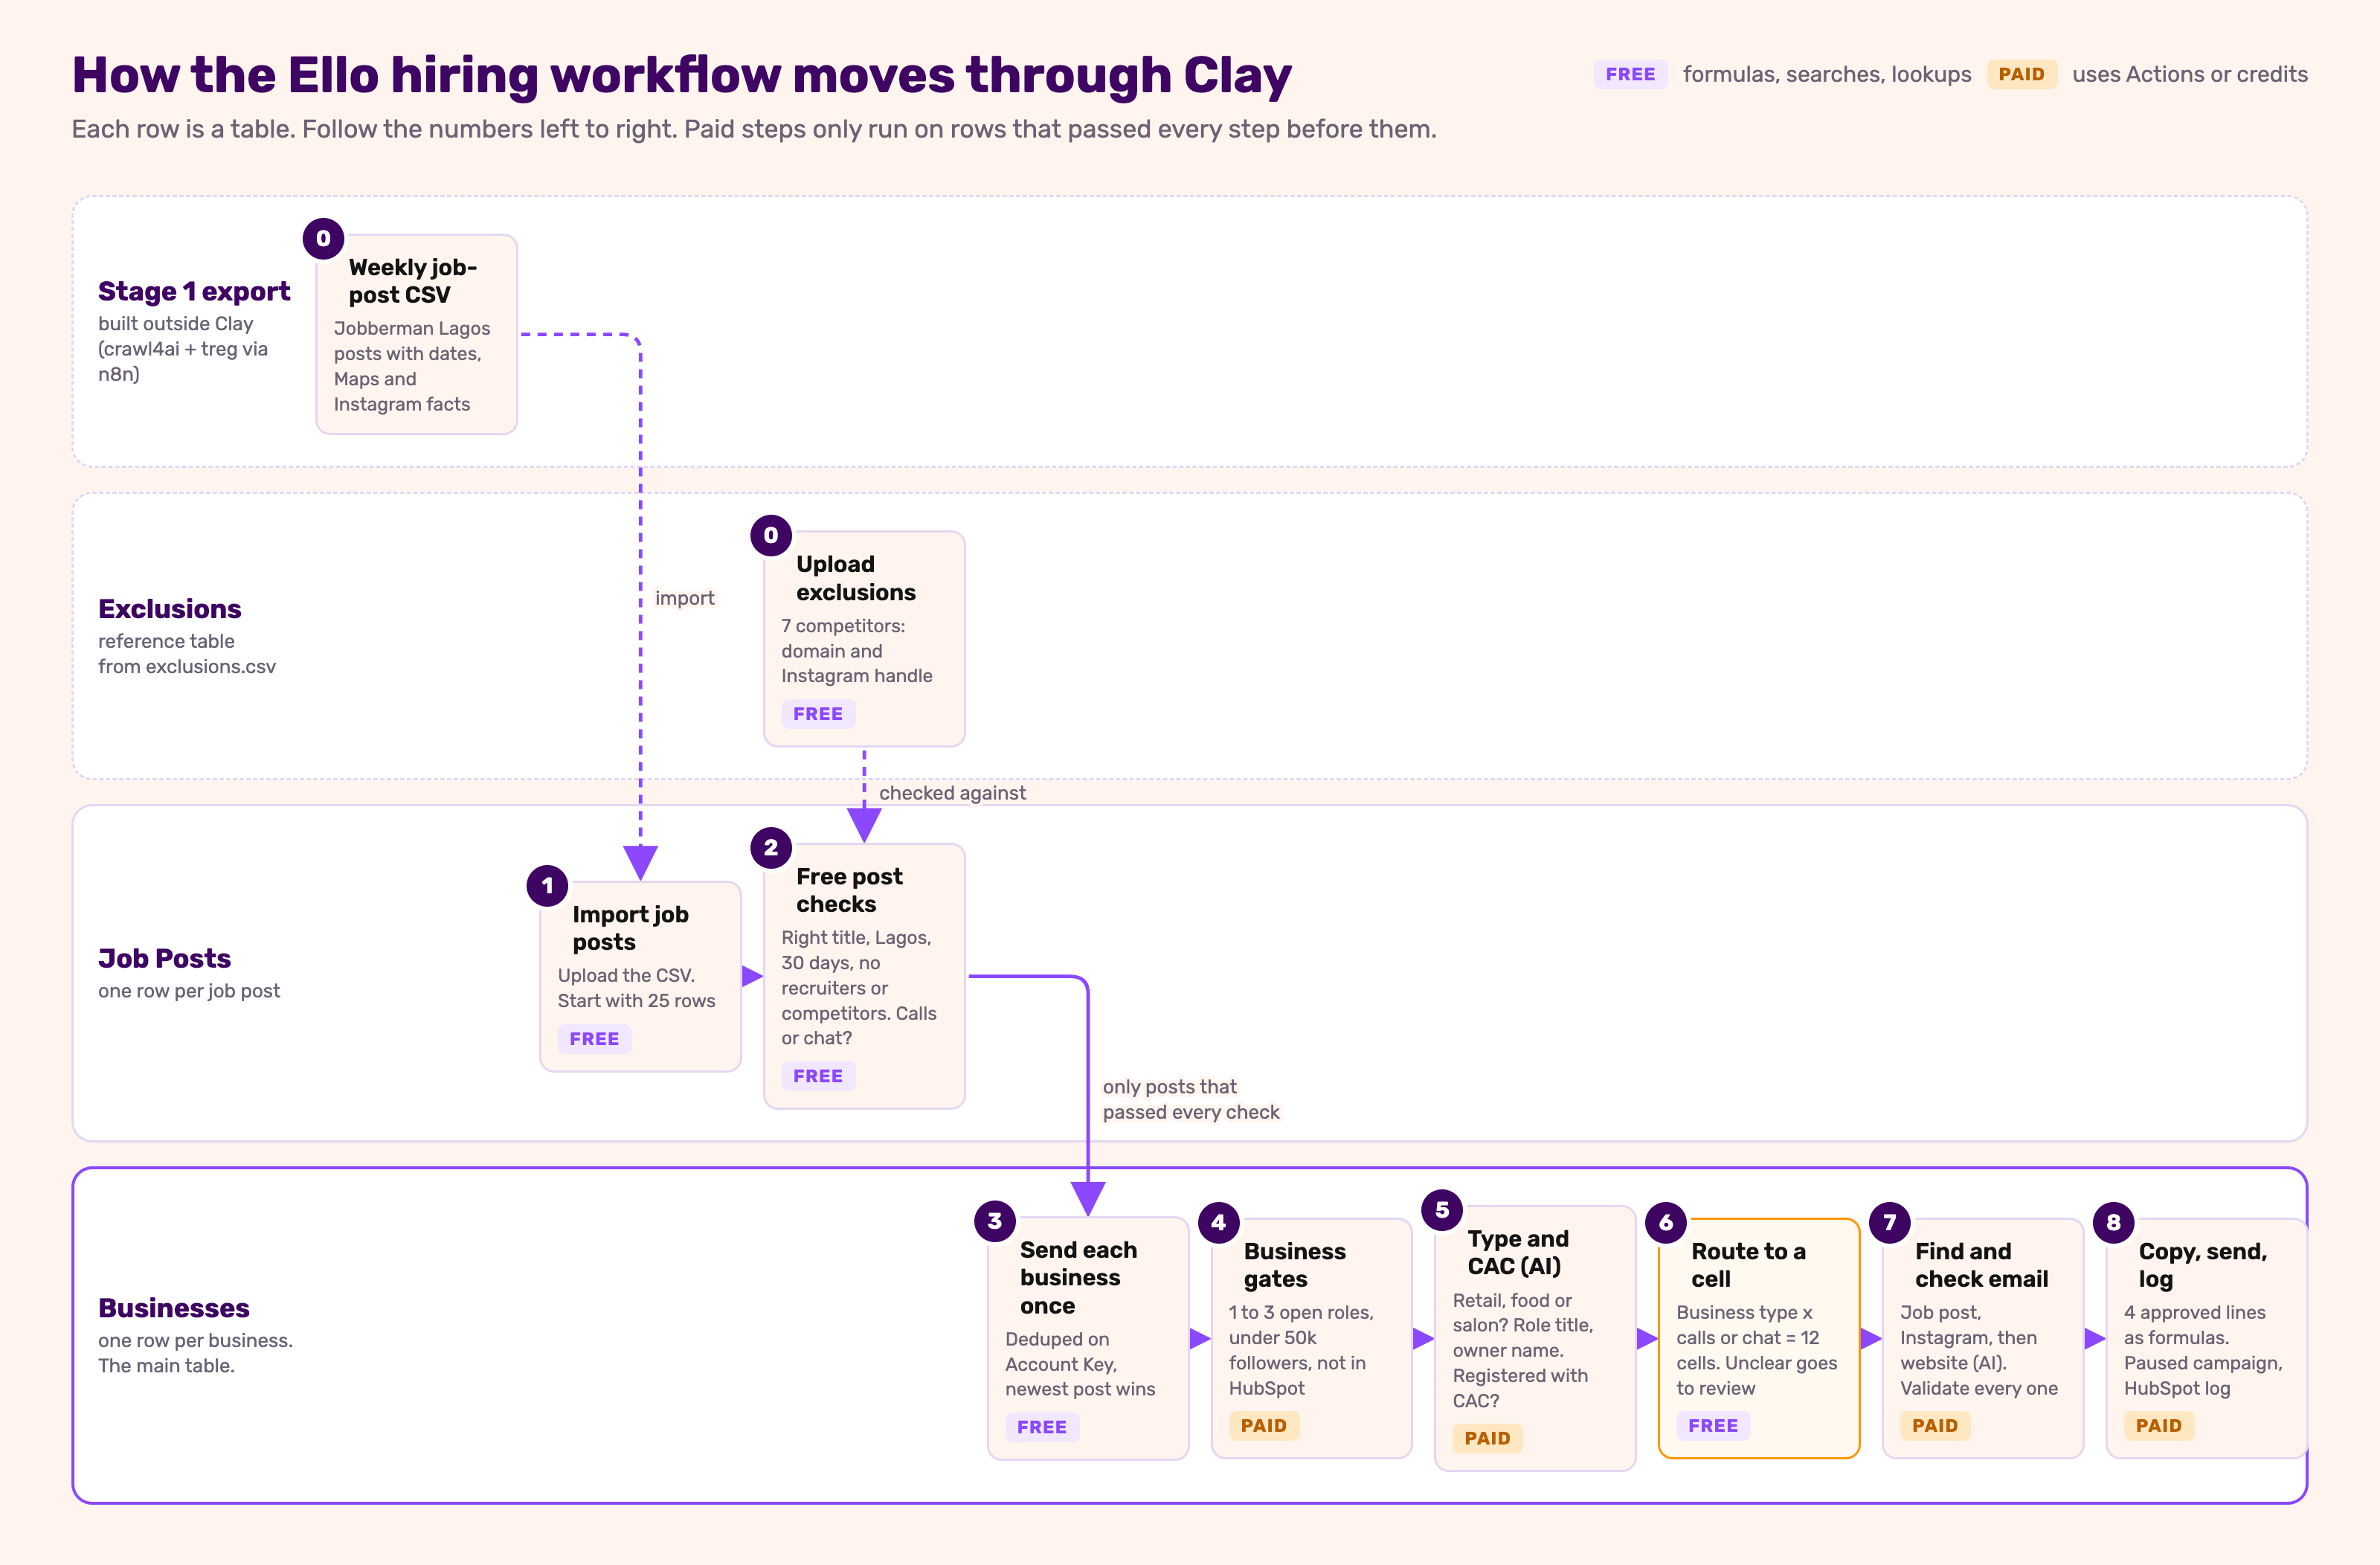 How the Ello hiring workflow moves through Clay
FREE formulas, searches, lookups PAID uses Actions or credits
Each row is a table. Follow the numbers left to right. Paid steps only run on rows that passed every step before them.
Stage 1 export
built outside Clay
(crawl4ai + treg via
n8n)
0
Weekly job-
post CSV
Jobberman Lagos
posts with dates,
Maps and
Instagram facts
import
Exclusions
reference table
from exclusions.csv
0
Upload
exclusions
7 competitors:
domain and
Instagram handle
FREE
checked against
Job Posts
one row per job post
1
Import job
posts
Upload the CSV.
Start with 25 rows
FREE
2
Free post
checks
Right title, Lagos,
30 days, no
recruiters or
competitors. Calls
or chat?
FREE
only posts that
passed every check
Businesses
one row per business.
The main table.
3
Send each
business
once
Deduped on
Account Key,
newest post wins
FREE
4
Business
gates
1 to 3 open roles,
under 50k
followers, not in
HubSpot
PAID
5
Type and
CAC (AI)
Retail, food or
salon? Role title,
owner name.
Registered with
CAC?
PAID
6
Route to a
cell
Business type x
calls or chat = 12
cells. Unclear goes
to review
FREE
7
Find and
check email
Job post,
Instagram, then
website (AI).
Validate every one
PAID
8
Copy, send,
log
4 approved lines
as formulas.
Paused campaign,
HubSpot log
PAID